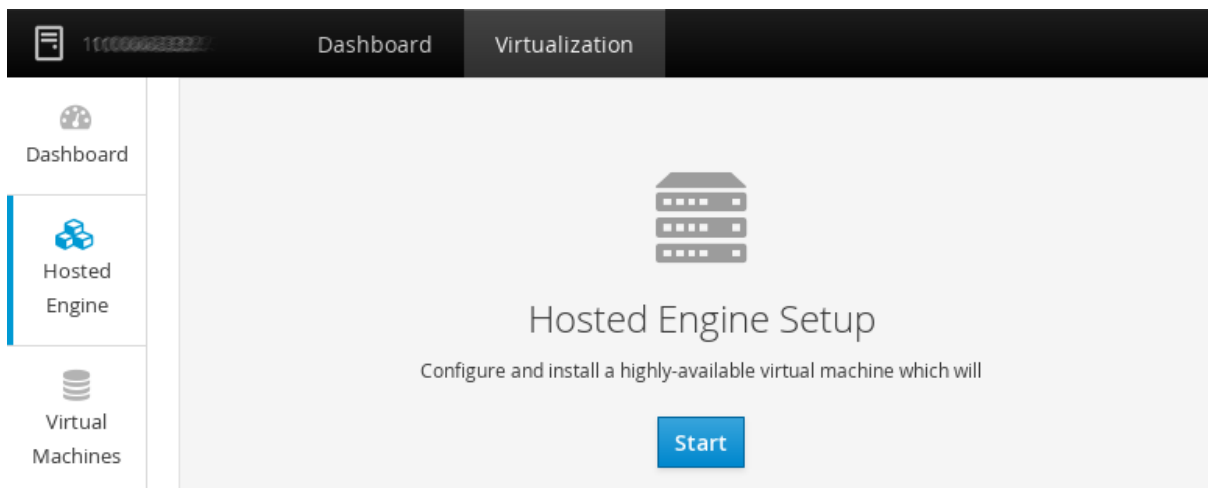 Dashboard
Virtualization
Dashboard
Hosted
Engine
Virtual
Machines
Hosted Engine Setup
Configure and install a highly-available virtual machine which will
Start